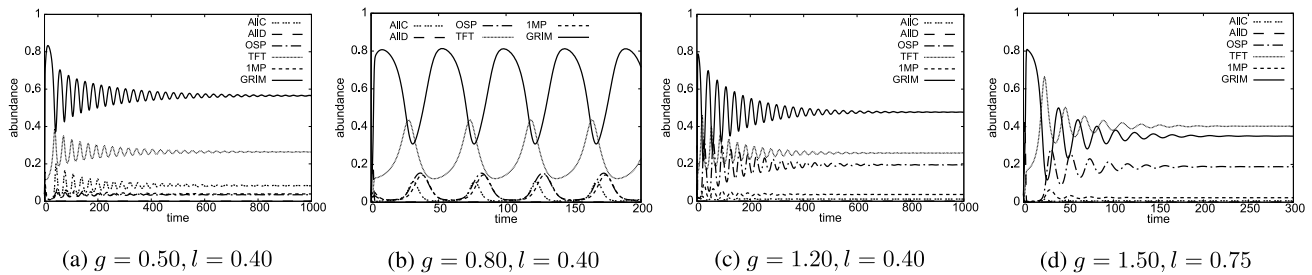 AllC
AllD
OSP
TFT
1MP
GRIM
abundance
1
0.8
0.6
0.4
0.2
0
0 200 400 600 800 1000
time
(a) g = 0.50, l = 0.40
AllC OSP 1MP
AllD TFT GRIM
abundance
1
0.8
0.6
0.4
0.2
0
0 50 100 150 200
time
(b) g = 0.80, l = 0.40
AllC
AllD
OSP
TFT
1MP
GRIM
abundance
1
0.8
0.6
0.4
0.2
0
0 200 400 600 800 1000
time
(c) g = 1.20, l = 0.40
AllC
AllD
OSP
TFT
1MP
GRIM
abundance
1
0.8
0.6
0.4
0.2
0
0 50 100 150 200 250 300
time
(d) g = 1.50, l = 0.75